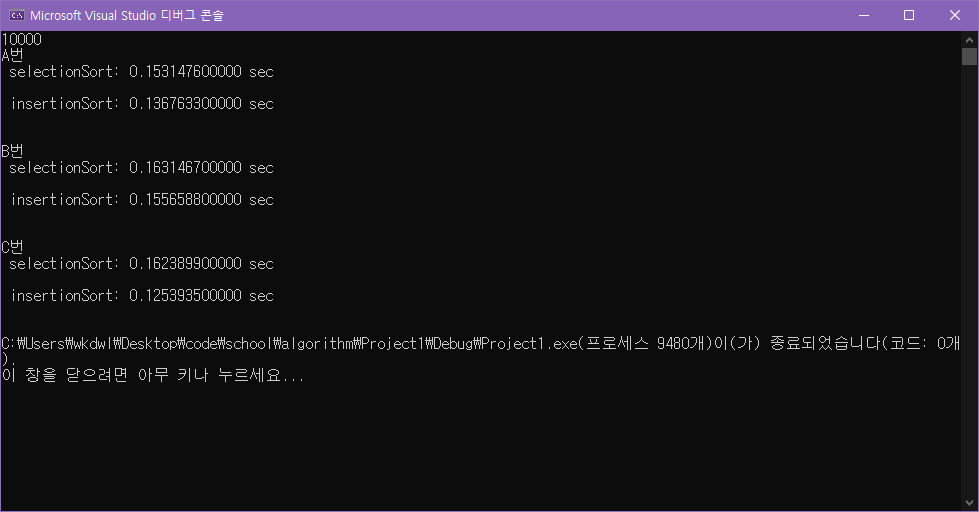 Microsoft Visual Studio 디버그 콘솔
10000
A번
selectionSort: 0.153147600000 sec
insertionSort: 0.136763300000 sec
B번
selectionSort: 0.163146700000 sec
insertionSort: 0.155658800000 sec
C번
selectionSort: 0.162389900000 sec
insertionSort: 0.125393500000 sec
C:₩Users₩wkdwl₩Desktop₩code₩school₩algorithm₩Project1₩Debug₩Project1.exe(프로세스 9480개)이(가) 종료되었습니다(코드: 0개
).
이 창을 닫으려면 아무 키나 누르세요...